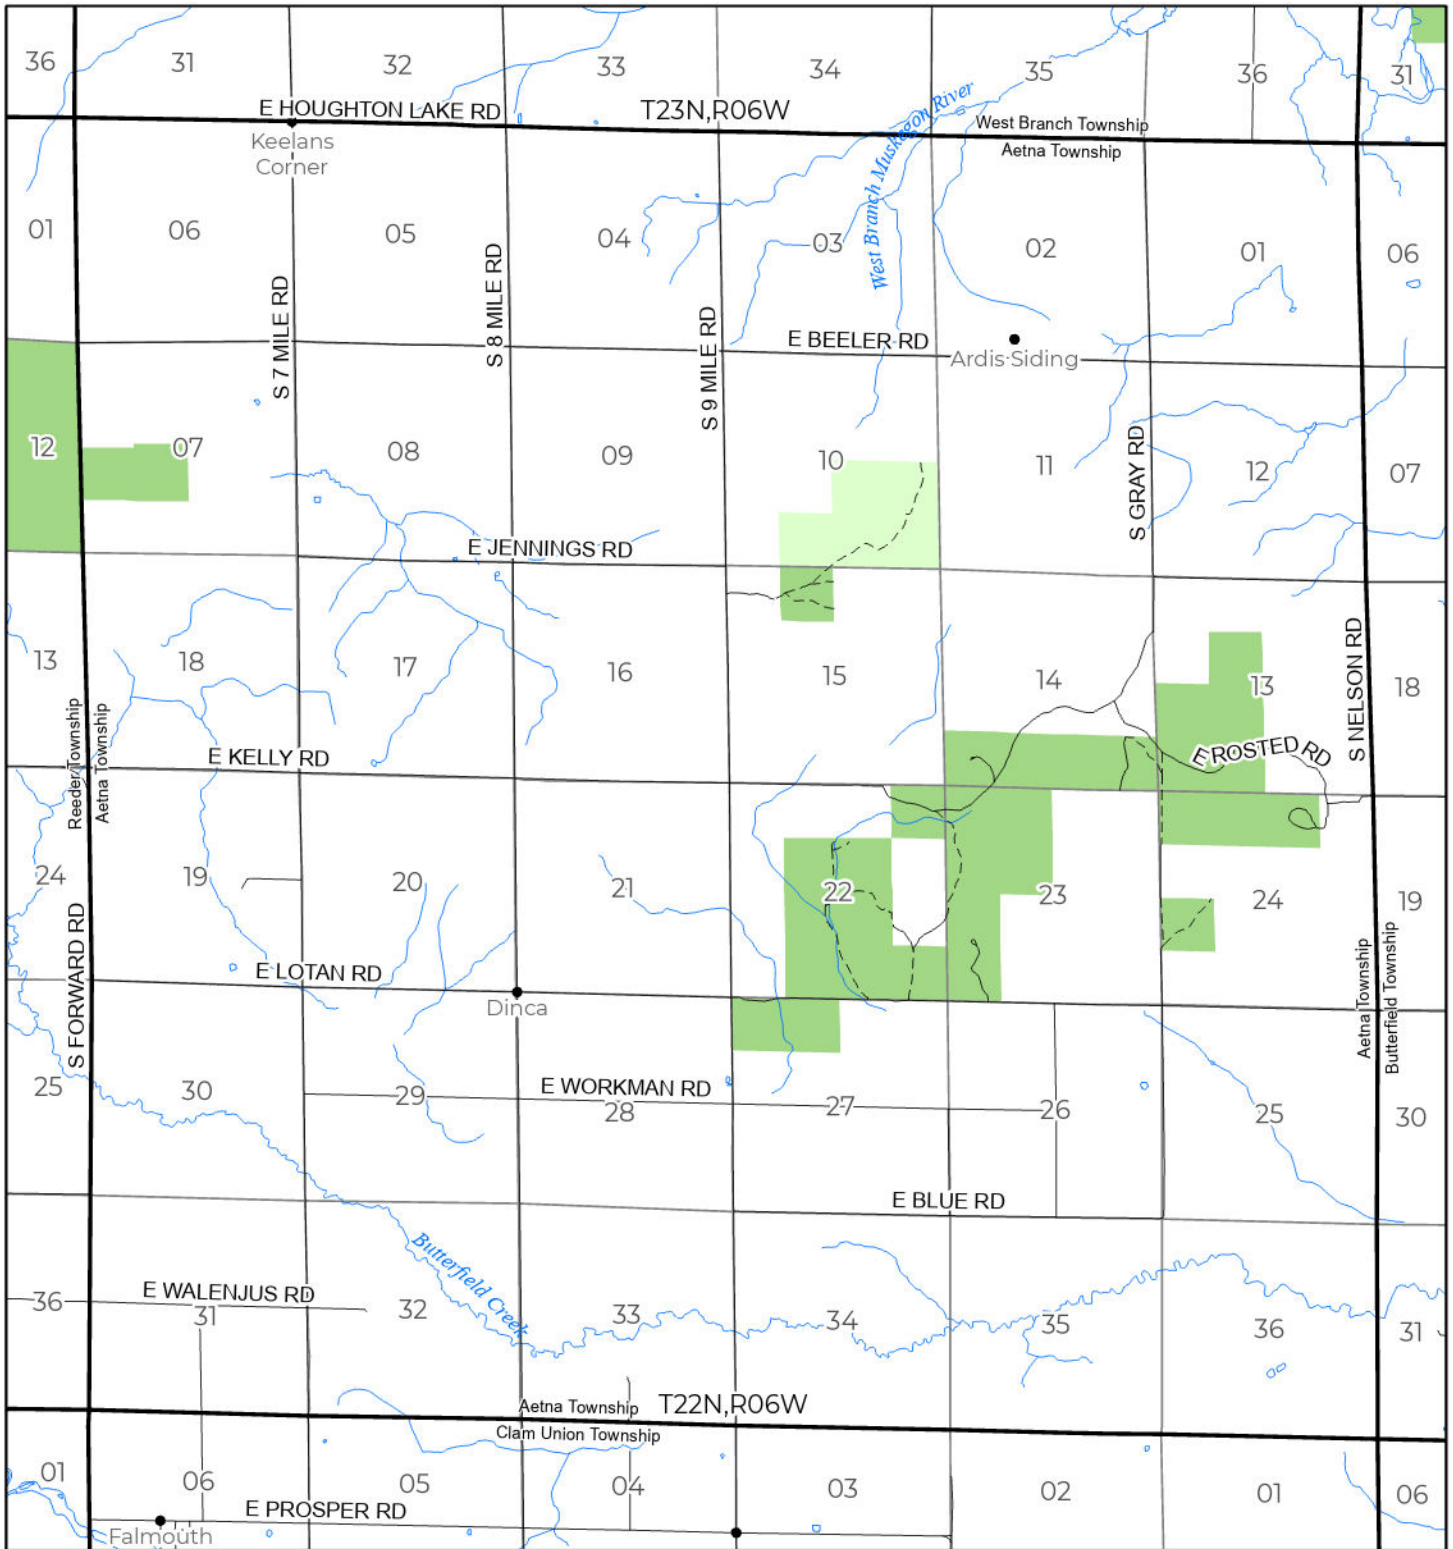 36
31
32
33
34
35
36
31
E HOUGHTON LAKE RD
T23N,R06W
West Branch Muskegon River
West Branch Township
Aetna Township
Keelans
Corner
01
06
05
04
03
02
01
06
West Branch Muskegon River
S 7 MILE RD
S 8 MILE RD
S 9 MILE RD
E BEELER RD
Ardis Siding
12
07
08
09
10
11
12
07
S GRAY RD
E JENNINGS RD
13
18
17
16
15
14
13
18
S NELSON RD
Reeder Township
Aetna Township
E KELLY RD
E ROSTED RD
24
19
20
21
22
23
24
19
S FORWARD RD
E LOTAN RD
Dinca
Aetna Township
Butterfield Township
25
30
29
E WORKMAN RD
28
27
26
25
30
E BLUE RD
Butterfield Creek
E WALENJUS RD
36
31
32
33
34
35
36
31
Aetna Township
T22N,R06W
Clam Union Township
01
06
05
04
03
02
01
06
E PROSPER RD
Falmouth